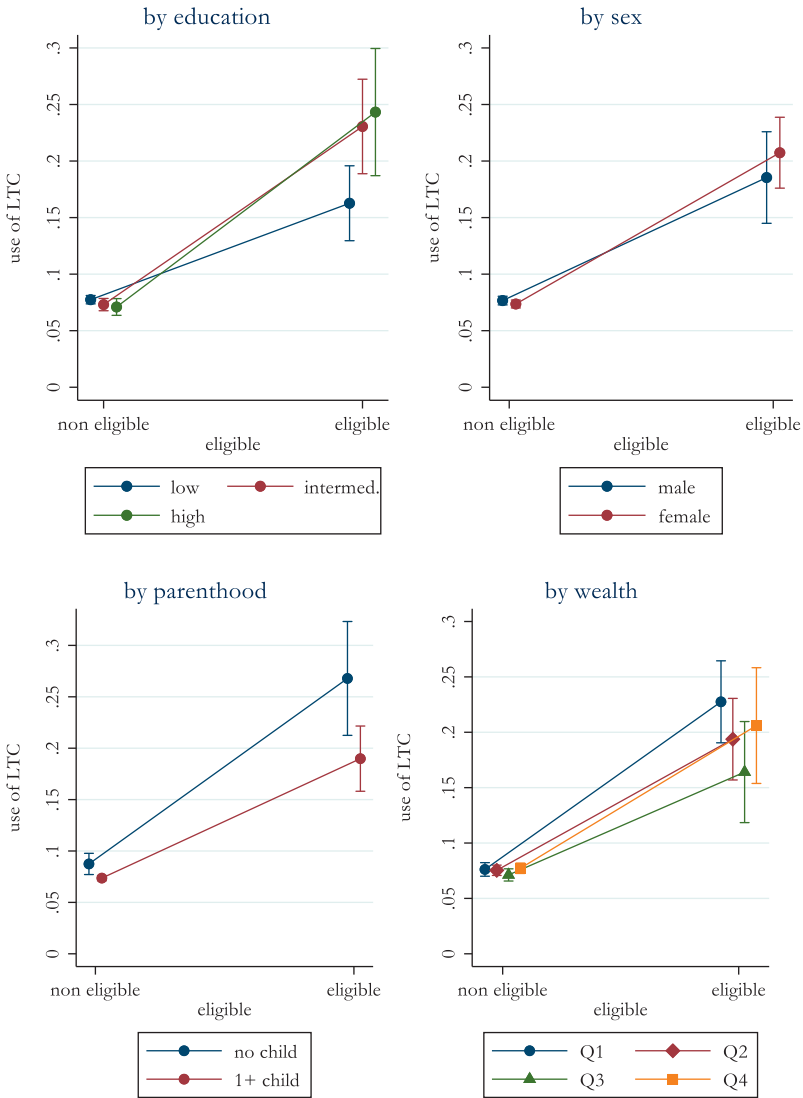 by education
.3
.25
.2
.15
.1
.05
0
use of LTC
non eligible
eligible
eligible
low
intermed.
high
by sex
.3
.25
.2
.15
.1
.05
0
use of LTC
non eligible
eligible
eligible
male
female
by parenthood
.3
.25
.2
.15
.1
.05
0
use of LTC
non eligible
eligible
eligible
no child
1+ child
by wealth
.3
.25
.2
.15
.1
.05
0
use of LTC
non eligible
eligible
eligible
Q1
Q2
Q3
Q4